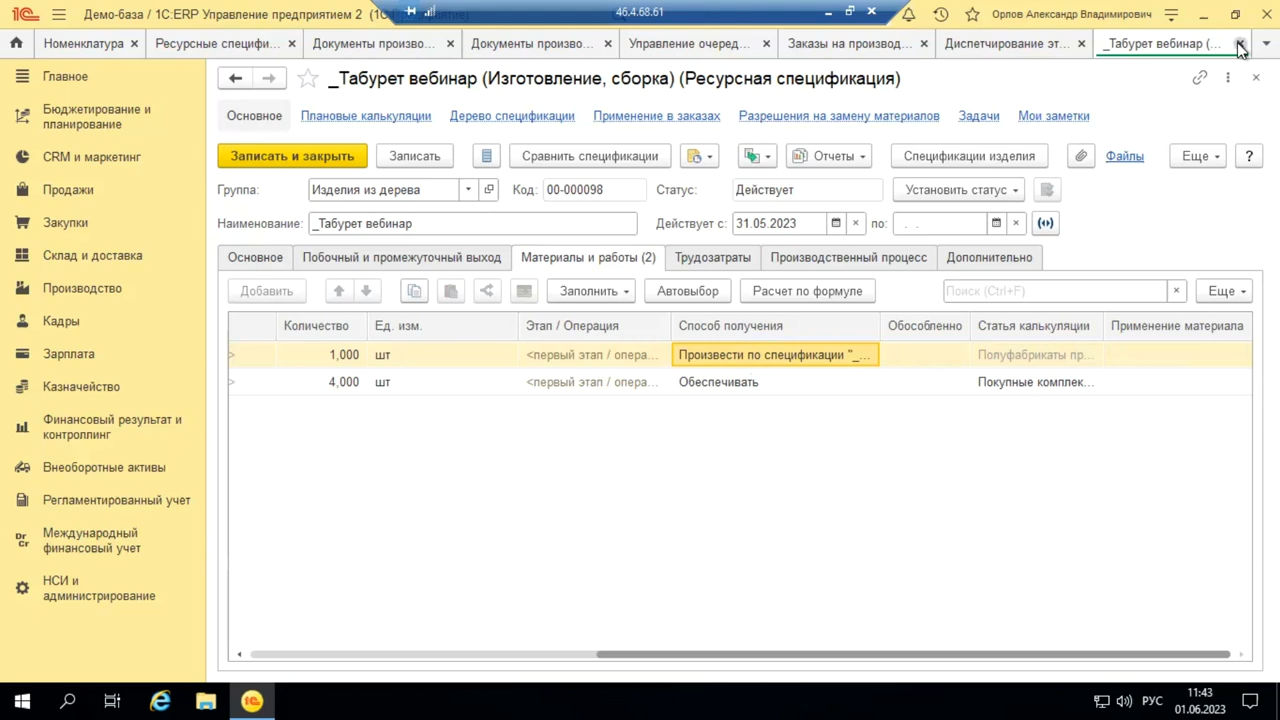 Демо-база / 1С:ERP Управление предприятием 2 (1С:Предприятие)
46.4.68.61
Орлов Александр Владимирович
Номенклатура
Ресурсные специфи...
Документы произво...
Документы произво...
Управление очеред...
Заказы на производ...
Диспетчирование эт...
_Табурет вебинар (...
Главное
Бюджетирование и
планирование
CRM и маркетинг
Продажи
Закупки
Склад и доставка
Производство
Кадры
Зарплата
Казначейство
Финансовый результат и
контроллинг
Внеоборотные активы
Регламентированный учет
Международный
финансовый учет
НСИ и
администрирование
_Табурет вебинар (Изготовление, сборка) (Ресурсная спецификация)
Основное Плановые калькуляции Дерево спецификации Применение в заказах Разрешения на замену материалов Задачи Мои заметки
Записать и закрыть Записать Сравнить спецификации Отчеты Спецификации изделия Файлы Еще ?
Группа: Изделия из дерева Код: 00-000098 Статус: Действует Установить статус
Наименование: _Табурет вебинар Действует с: 31.05.2023 по: . .
Основное Побочный и промежуточный выход Материалы и работы (2) Трудозатраты Производственный процесс Дополнительно
Добавить Заполнить Автовыбор Расчет по формуле Поиск (Ctrl+F) Еще
Количество Ед. изм. Этап / Операция Способ получения Обособленно Статья калькуляции Применение материала
1,000 шт <первый этап / опера... Произвести по спецификации "_... Полуфабрикаты пр...
4,000 шт <первый этап / опера... Обеспечивать Покупные комплек...
РУС
11:43
01.06.2023